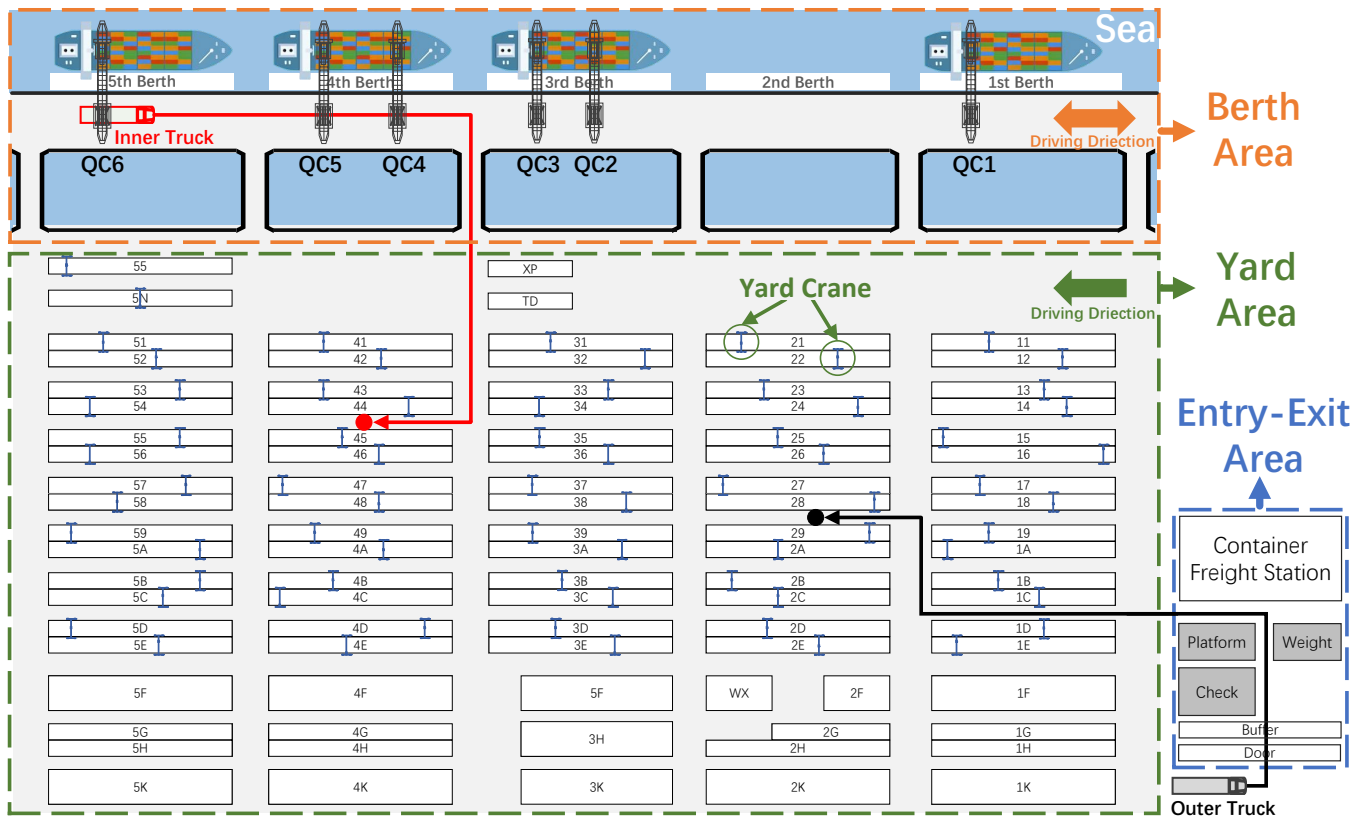 Sea
5th Berth
4th Berth
3rd Berth
2nd Berth
1st Berth
Inner Truck
Driving Driection
Berth
Area
QC6
QC5
QC4
QC3
QC2
QC1
55
XP
5N
TD
Yard Crane
Driving Driection
Yard
Area
51
41
31
21
11
52
42
32
22
12
53
43
33
23
13
54
44
34
24
14
55
45
35
25
15
56
46
36
26
16
57
47
37
27
17
58
48
38
28
18
59
49
39
29
19
5A
4A
3A
2A
1A
5B
4B
3B
2B
1B
5C
4C
3C
2C
1C
5D
4D
3D
2D
1D
5E
4E
3E
2E
1E
5F
4F
5F
WX
2F
1F
5G
4G
3H
2G
1G
5H
4H
2H
1H
5K
4K
3K
2K
1K
Entry-Exit
Area
Container
Freight Station
Platform
Weight
Check
Buffer
Door
Outer Truck